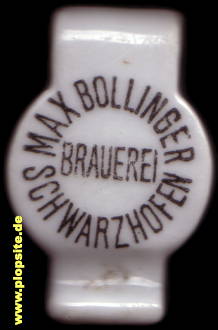 MAX BOLLINGER
BRAUEREI
SCHWARZHOFEN
www.plopsite.de